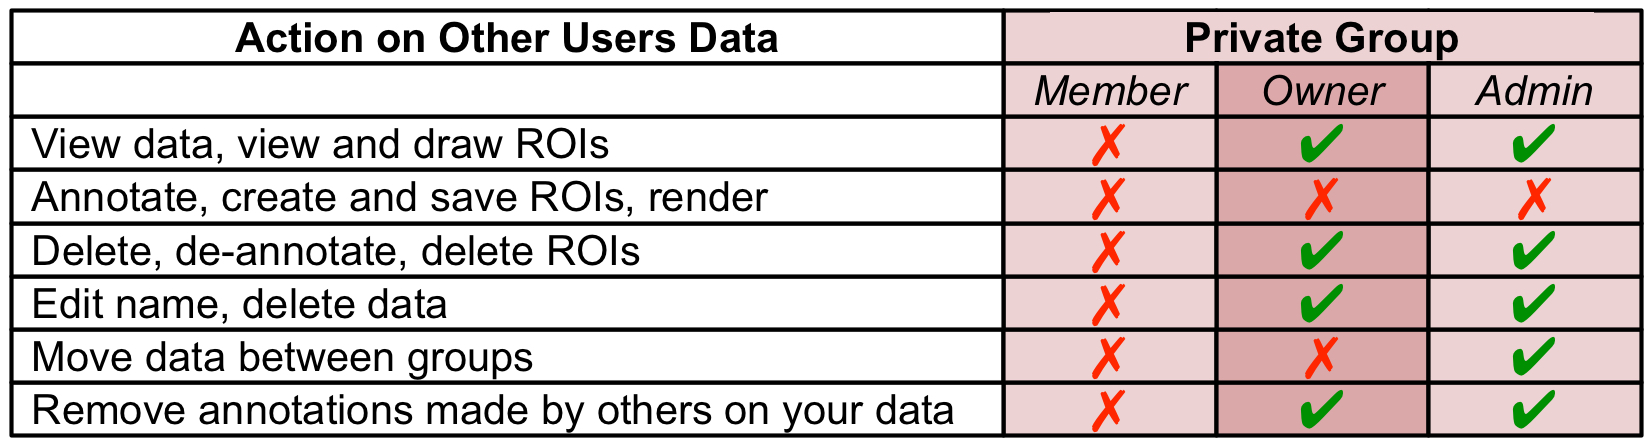 Action on Other Users Data Private Group
Member Owner Admin
View data, view and draw ROIs ✗ ✔ ✔
Annotate, create and save ROIs, render ✗ ✗ ✗
Delete, de-annotate, delete ROIs ✗ ✔ ✔
Edit name, delete data ✗ ✔ ✔
Move data between groups ✗ ✗ ✔
Remove annotations made by others on your data ✗ ✔ ✔